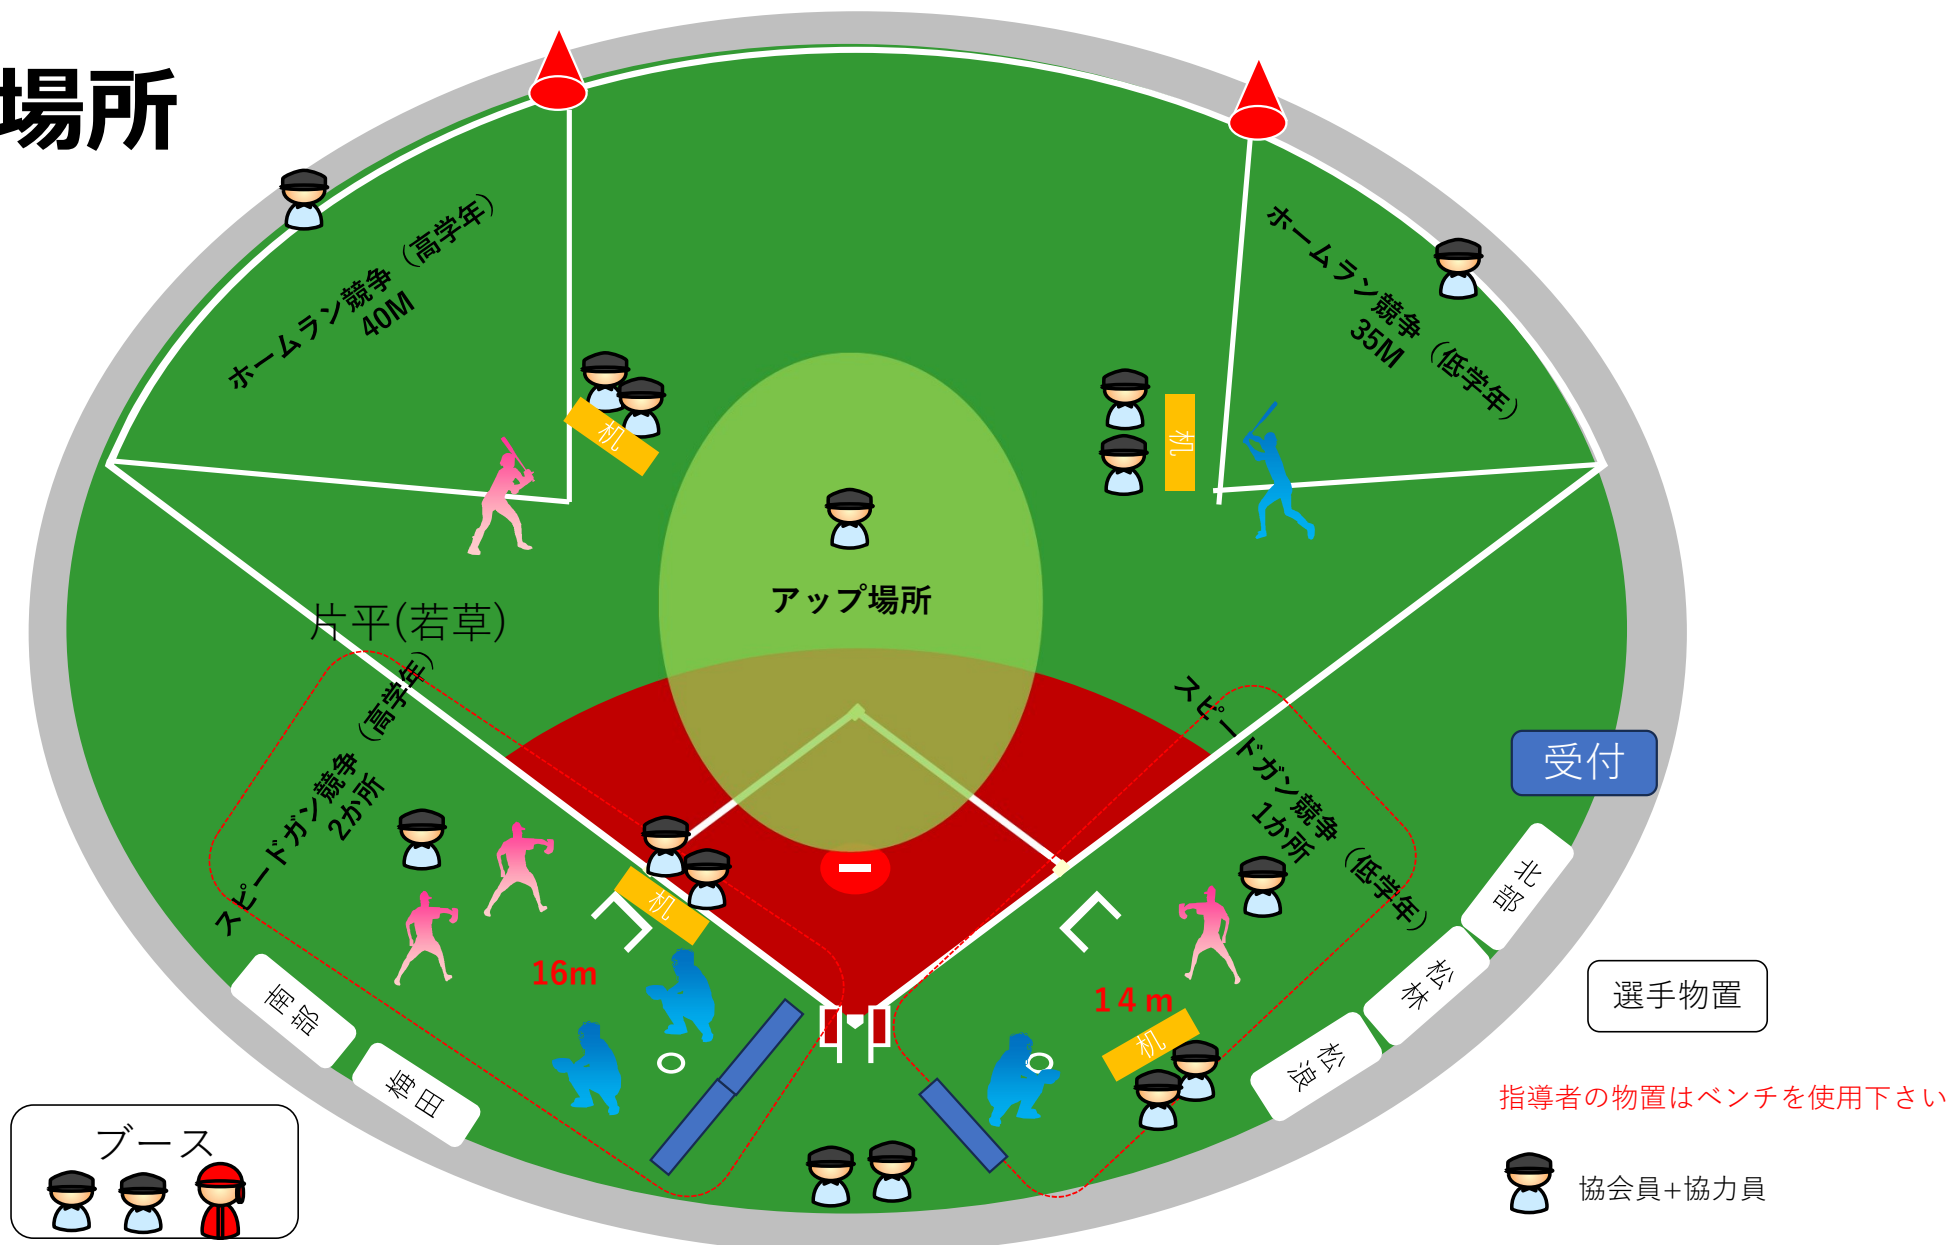 場所
ホームラン競争（高学年）
40M
ホームラン競争（低学年）
35M
机
机
アップ場所
片平(若草)
スピードガン競争（高学年）
2か所
スピードガン競争（低学年）
1か所
受付
机
16m
14m
机
北部
松林
松浪
南部
梅田
選手物置
指導者の物置はベンチを使用下さい
ブース
協会員+協力員